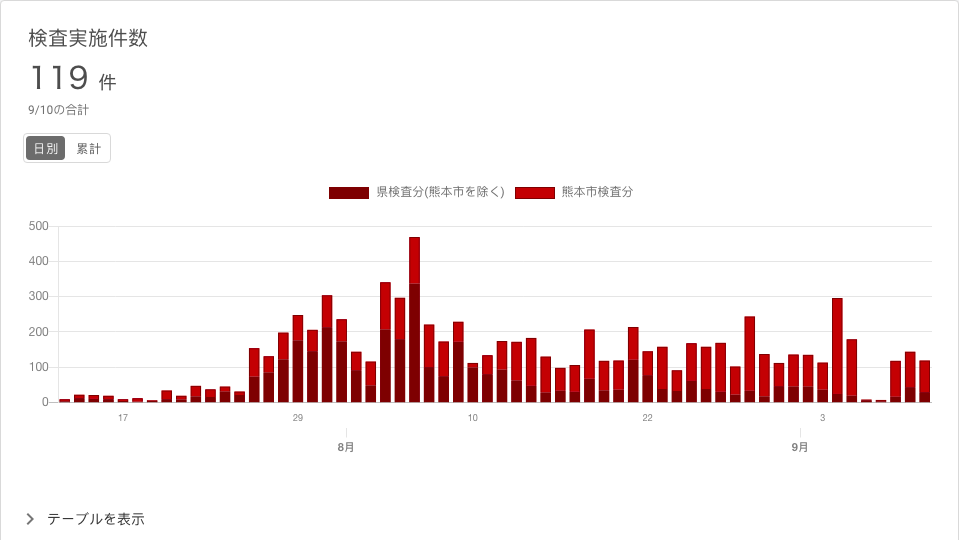 検査実施件数
119 件
9/10の合計
日別 累計
県検査分(熊本市を除く) 熊本市検査分
500
400
300
200
100
0
17 29 10 22 3
8月 9月
テーブルを表示